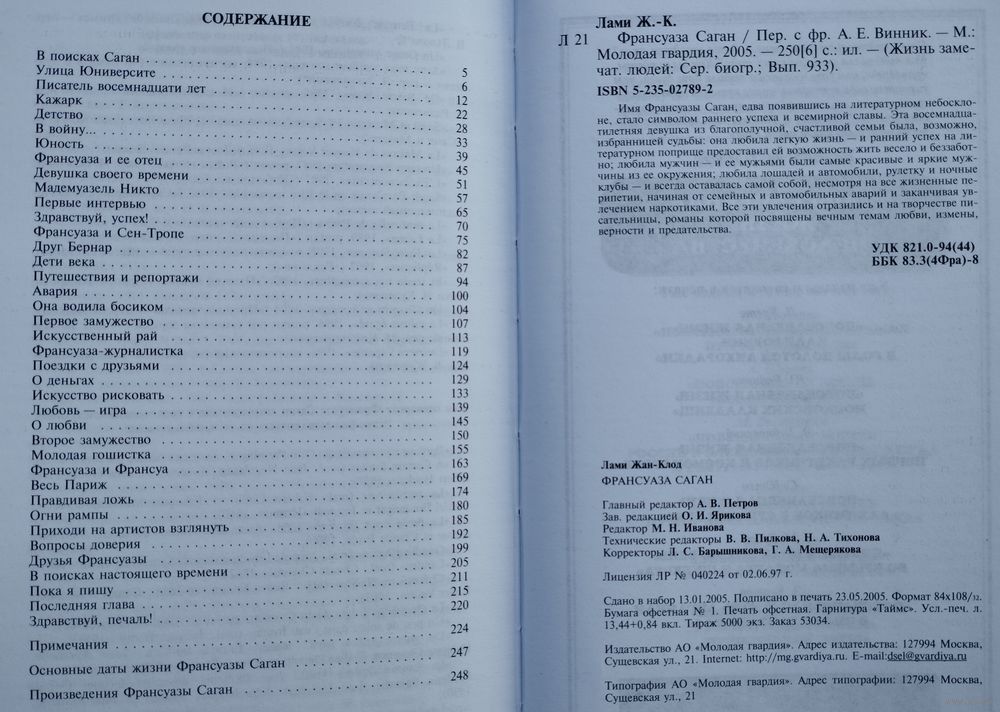 СОДЕРЖАНИЕ
В поисках Саган 5
Улица Юниверсите 6
Писатель восемнадцати лет 12
Кажарк 22
Детство 28
В войну... 33
Юность 39
Франсуаза и ее отец 45
Девушка своего времени 51
Мадемуазель Никто 57
Первые интервью 65
Здравствуй, успех! 70
Франсуаза и Сен-Тропе 75
Друг Бернар 82
Дети века 87
Путешествия и репортажи 94
Авария 100
Она водила босиком 104
Первое замужество 107
Искусственный рай 113
Франсуаза-журналистка 119
Поездки с друзьями 124
О деньгах 129
Искусство рисковать 133
Любовь — игра 139
О любви 145
Второе замужество 150
Молодая гошистка 155
Франсуаза и Франсуа 163
Весь Париж 169
Правдивая ложь 174
Огни рампы 180
Приходи на артистов взглянуть 185
Вопросы доверия 192
Друзья Франсуазы 199
В поисках настоящего времени 205
Пока я пишу 211
Последняя глава 215
Здравствуй, печаль! 220
Примечания 224
Основные даты жизни Франсуазы Саган 247
Произведения Франсуазы Саган 248
Лами Ж.-К.
Л 21 Франсуаза Саган / Пер. с фр. А. Е. Винник. — М.:
Молодая гвардия, 2005. — 250[6] с.: ил. — (Жизнь заме-
чат. людей: Сер. биогр.; Вып. 933).
ISBN 5-235-02789-2
Имя Франсуазы Саган, едва появившись на литературном небоскло-
не, стало символом раннего успеха и всемирной славы. Эта восемнадца-
тилетняя девушка из благополучной, счастливой семьи была, возможно,
избранницей судьбы: она любила легкую жизнь — и ранний успех на ли-
тературном поприще предоставил ей возможность жить весело и беззабот-
но; любила мужчин — и ее мужьями были самые красивые и яркие муж-
чины из ее окружения; любила лошадей и автомобили, рулетку и ночные
клубы — и всегда оставалась самой собой, несмотря на все жизненные пе-
рипетии, начиная от семейных и автомобильных аварий и заканчивая ув-
лечением наркотиками. Все эти увлечения отразились и на творчестве пи-
сательницы, романы которой посвящены вечным темам любви, измены,
верности и предательства.
УДК 821.0-94(44)
ББК 83.3(4Фра)-8
Лами Жан-Клод
ФРАНСУАЗА САГАН
Главный редактор А. В. Петров
Зав. редакцией О. И. Ярикова
Редактор М. Н. Иванова
Технические редакторы В. В. Пилкова, Н. А. Тихонова
Корректоры Л. С. Барышникова, Г. А. Мещерякова
Лицензия ЛР № 040224 от 02.06.97 г.
Сдано в набор 13.01.2005. Подписано в печать 23.05.2005. Формат 84х108/32.
Бумага офсетная № 1. Печать офсетная. Гарнитура «Таймс». Усл.-печ. л.
13,44+0,84 вкл. Тираж 5000 экз. Заказ 53034.
Издательство АО «Молодая гвардия». Адрес издательства: 127994 Москва,
Сущевская ул., 21. Internet: http://mg.gvardiya.ru. E-mail:dsel@gvardiya.ru
Типография АО «Молодая гвардия». Адрес типографии: 127994 Москва,
Сущевская ул., 21